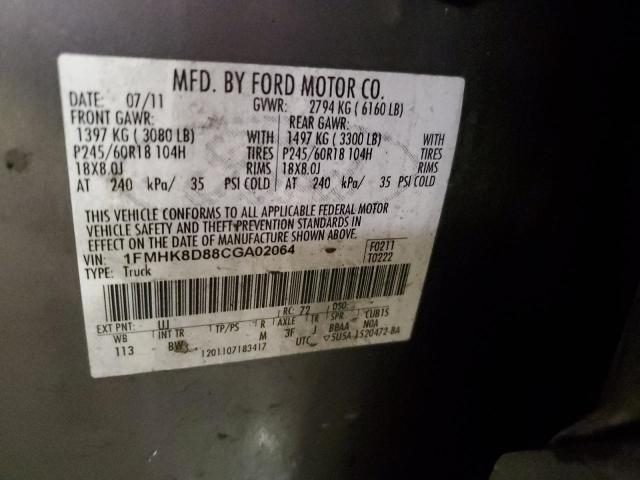 MFD. BY FORD MOTOR CO.
DATE: 07/11 GVWR: 2794 KG ( 6160 LB)
FRONT GAWR: REAR GAWR:
1397 KG ( 3080 LB) WITH 1497 KG ( 3300 LB) WITH
P245/60R18 104H TIRES P245/60R18 104H TIRES
18X8.0J RIMS 18X8.0J RIMS
AT 240 kPa/ 35 PSI COLD AT 240 kPa/ 35 PSI COLD
THIS VEHICLE CONFORMS TO ALL APPLICABLE FEDERAL MOTOR
VEHICLE SAFETY AND THEFT PREVENTION STANDARDS IN
EFFECT ON THE DATE OF MANUFACTURE SHOWN ABOVE.
VIN: 1FMHK8D88CGA02064 F0211
TYPE: Truck T0222
RC: 72 DSO:
EXT PNT: UJ
WB INT TR TP/PS R AXLE TR SPR CUBTS
113 BW M 3F J BBAA NOA
1201107183417 UTC ▽5U5A-1520472-BA